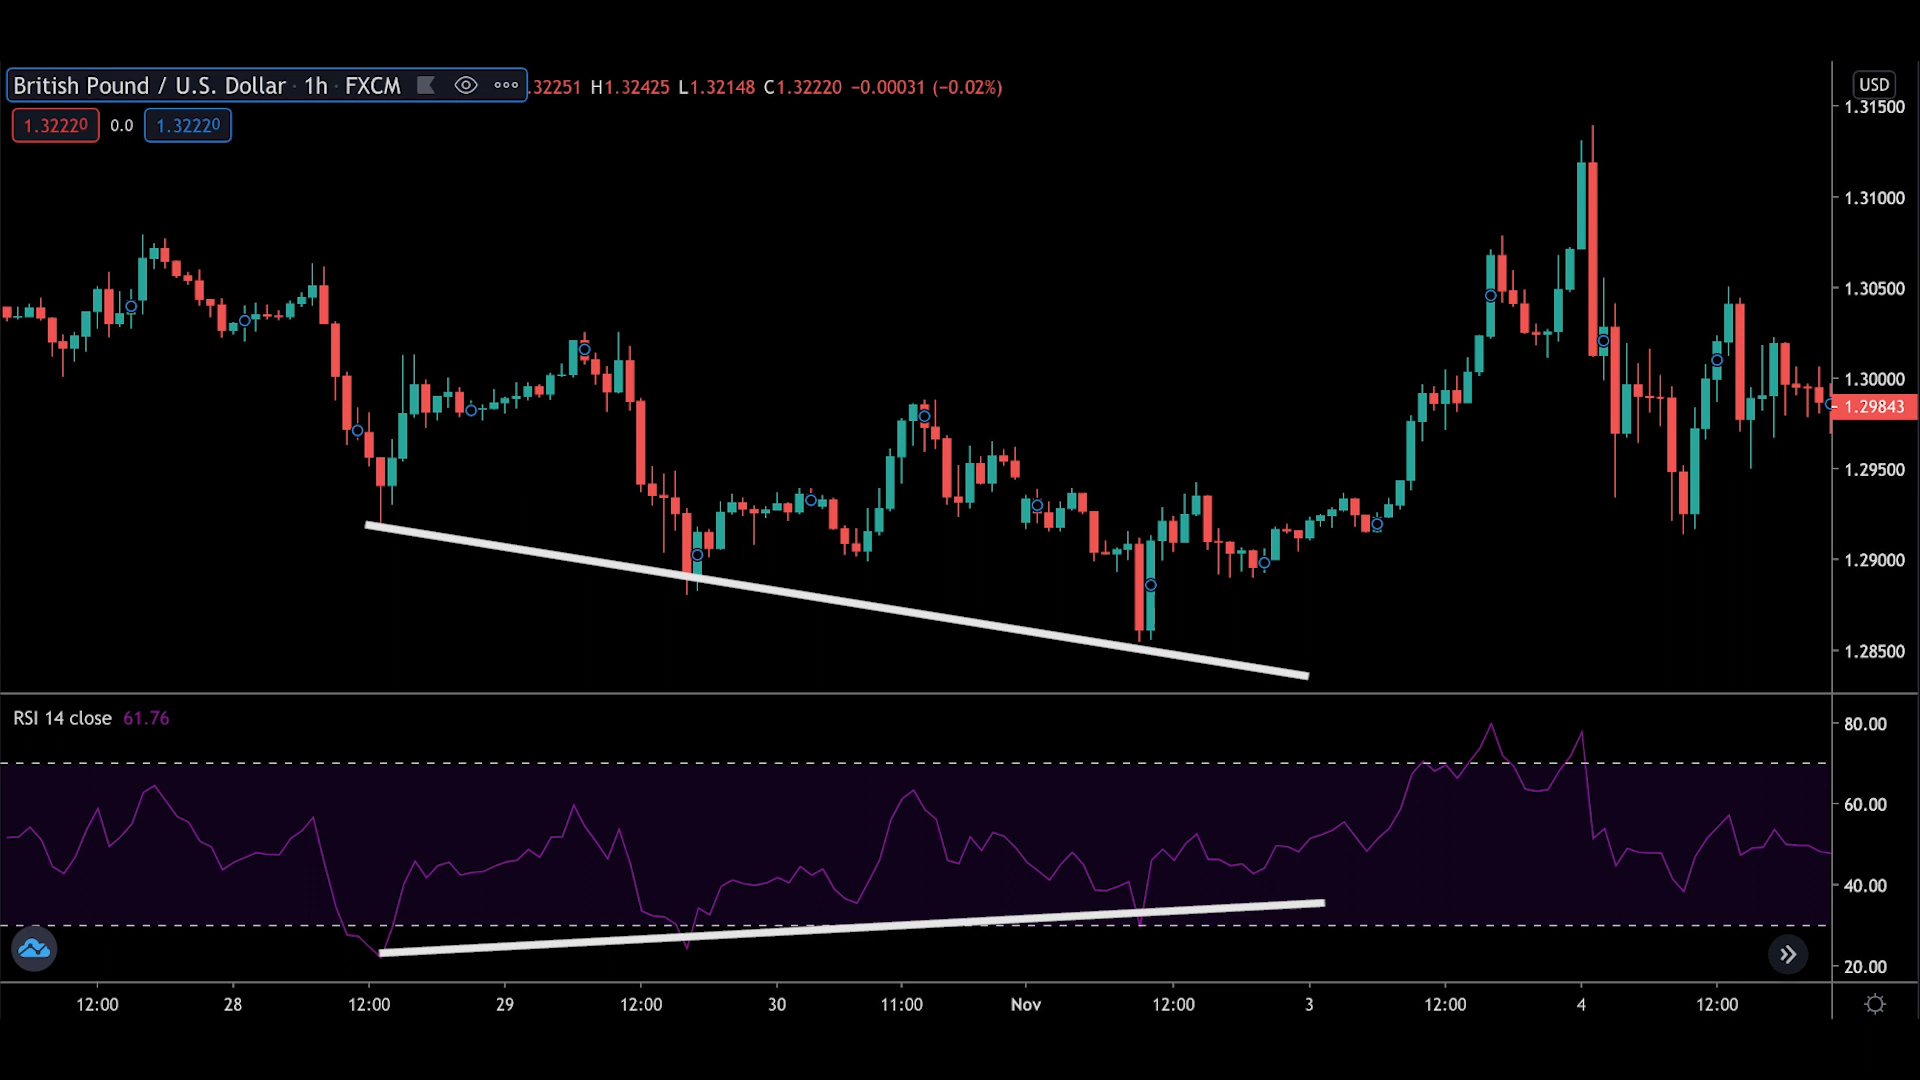 British Pound / U.S. Dollar · 1h · FXCM .32251 H1.32425 L1.32148 C1.32220 −0.00031 (−0.02%)
USD
1.32220 0.0 1.32220
1.31500
1.31000
1.30500
1.30000
1.29843
1.29500
1.29000
1.28500
RSI 14 close 61.76
80.00
60.00
40.00
20.00
12:00 28 12:00 29 12:00 30 11:00 Nov 12:00 3 12:00 4 12:00